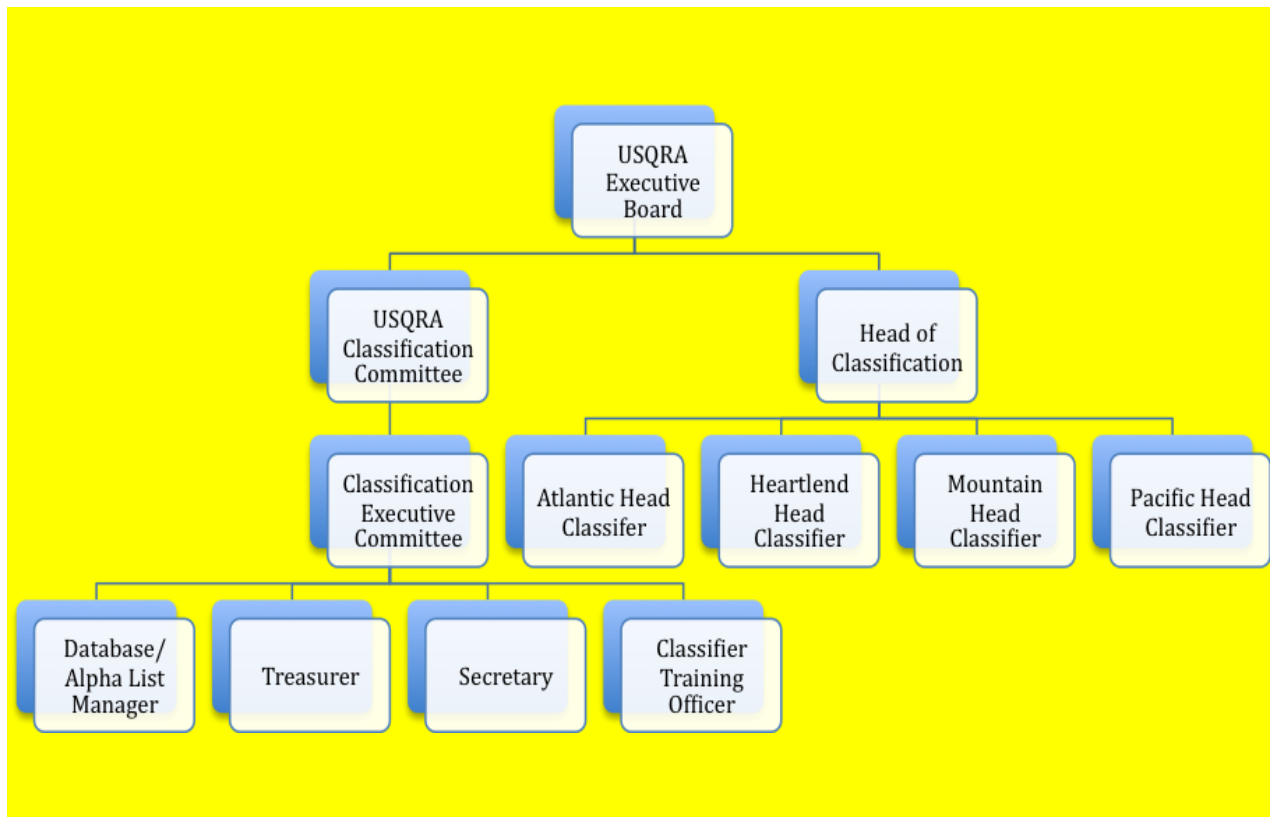 USQRA
Executive
Board
USQRA
Classification
Committee
Head of
Classification
Classification
Executive
Committee
Atlantic Head
Classifer
Heartlend
Head
Classifier
Mountain
Head
Classifier
Pacific Head
Classifier
Database/
Alpha List
Manager
Treasurer
Secretary
Classifier
Training
Officer